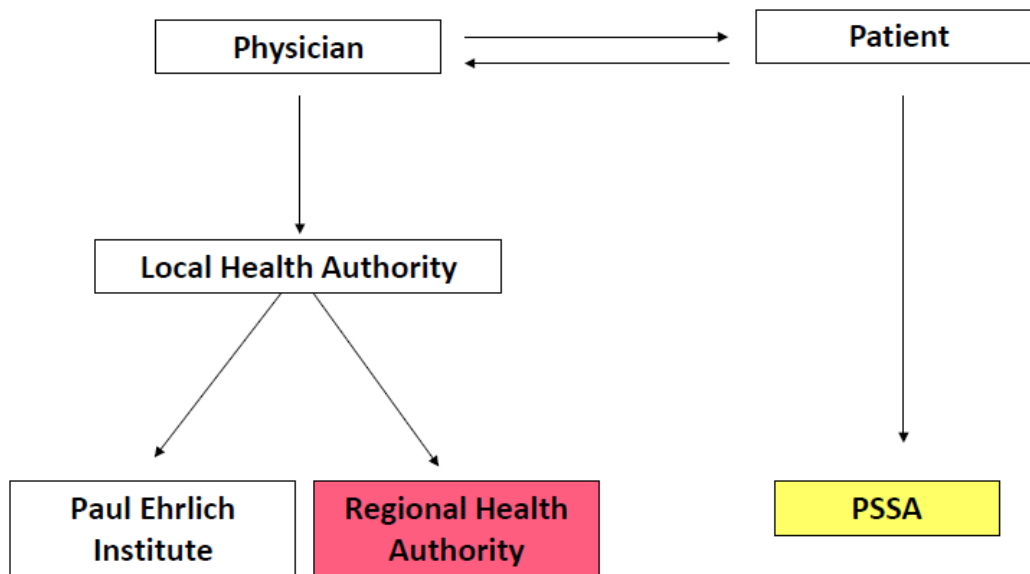 Physician
Patient
Local Health Authority
Paul Ehrlich
Institute
Regional Health
Authority
PSSA